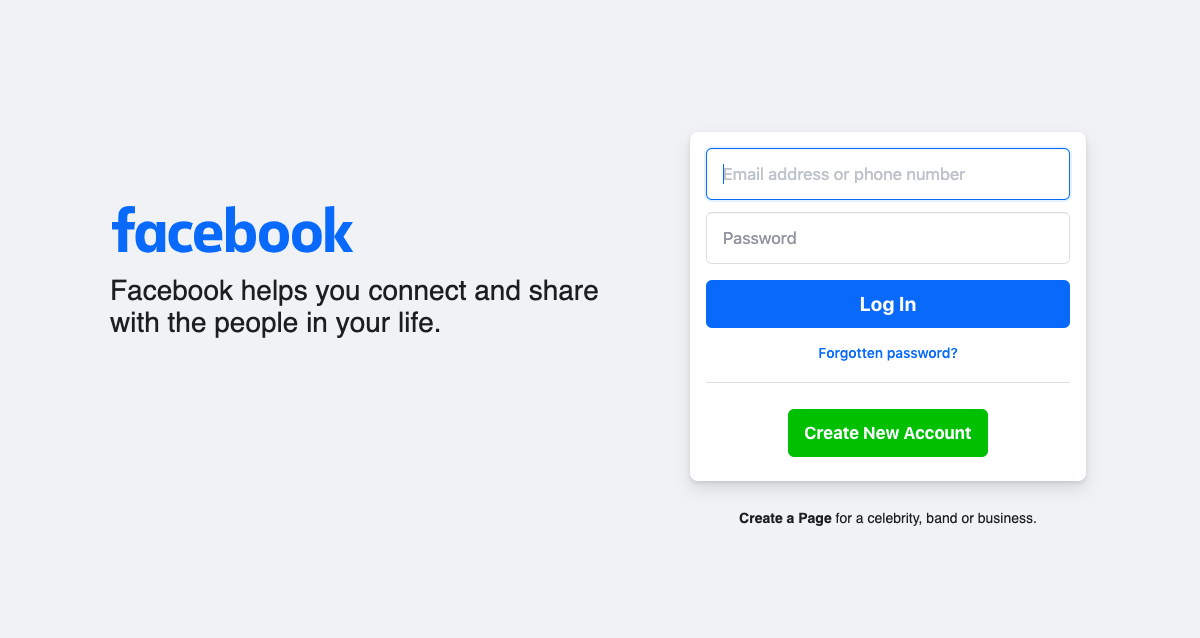 facebook
Facebook helps you connect and share
with the people in your life.
Email address or phone number
Password
Log In
Forgotten password?
Create New Account
Create a Page for a celebrity, band or business.